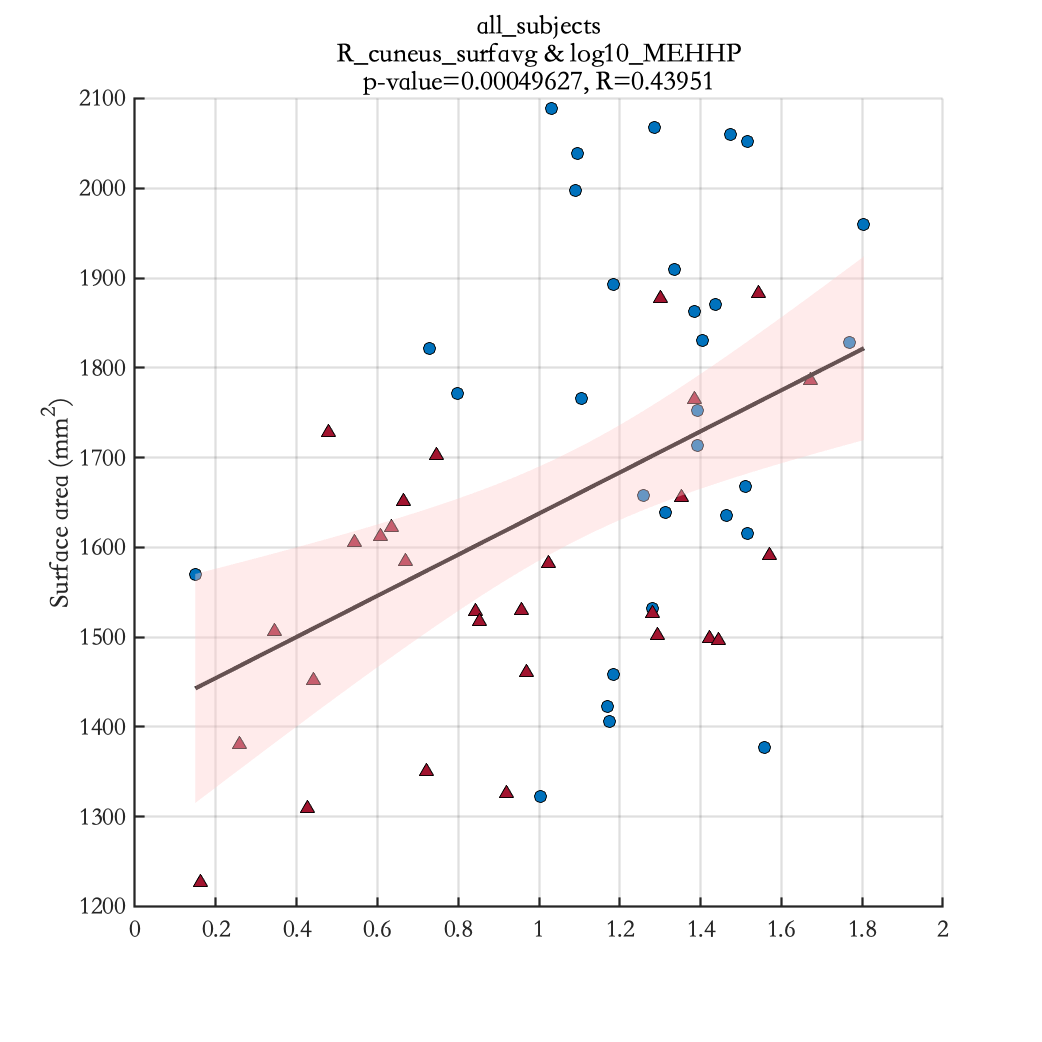 all_subjects
R_cuneus_surfavg & log10_MEHHP
p-value=0.00049627, R=0.43951
2100
2000
1900
1800
1700
1600
1500
1400
1300
1200
Surface area (mm²)
0 0.2 0.4 0.6 0.8 1 1.2 1.4 1.6 1.8 2